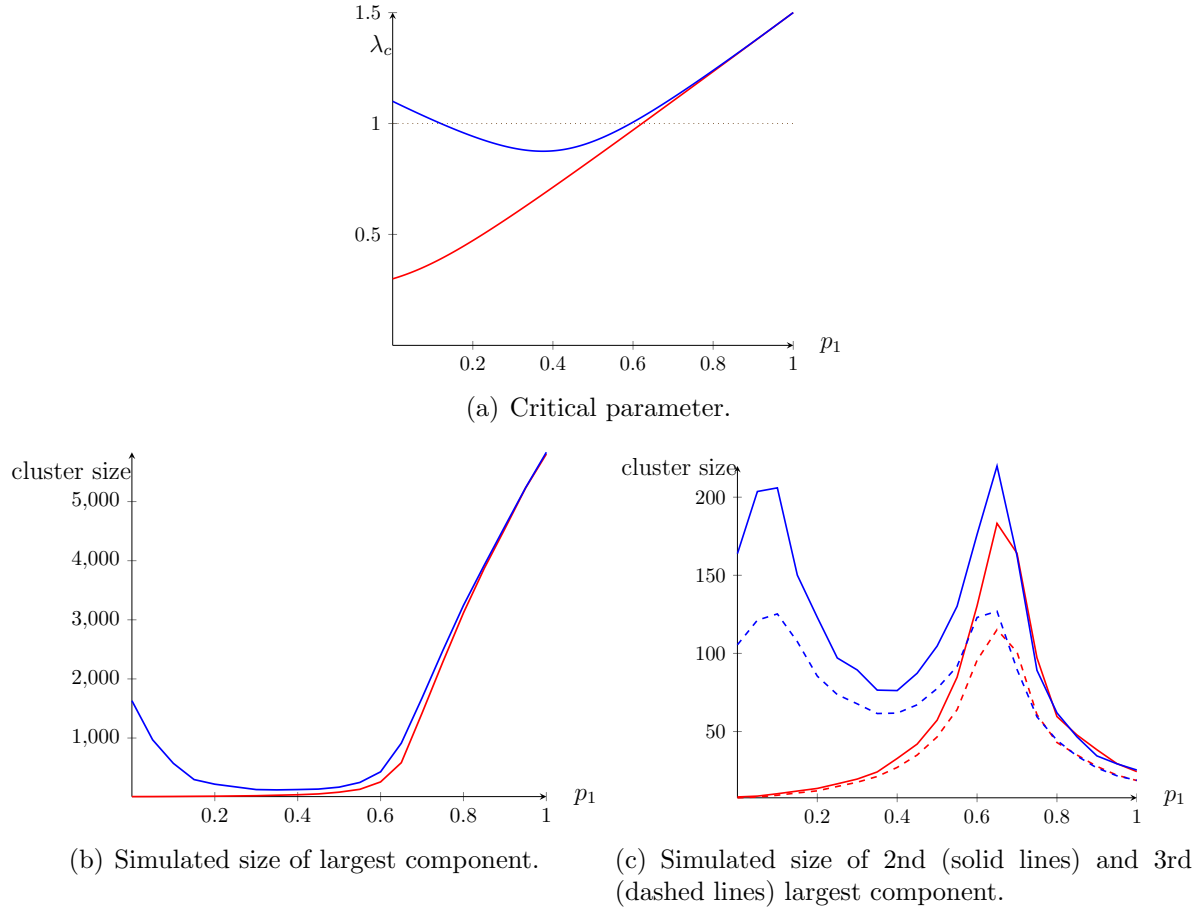 1.5
λc
1
0.5
0.2 0.4 0.6 0.8 1
p1
(a) Critical parameter.
cluster size
5,000
4,000
3,000
2,000
1,000
0.2 0.4 0.6 0.8 1
p1
(b) Simulated size of largest component.
cluster size
200
150
100
50
0.2 0.4 0.6 0.8 1
p1
(c) Simulated size of 2nd (solid lines) and 3rd
(dashed lines) largest component.